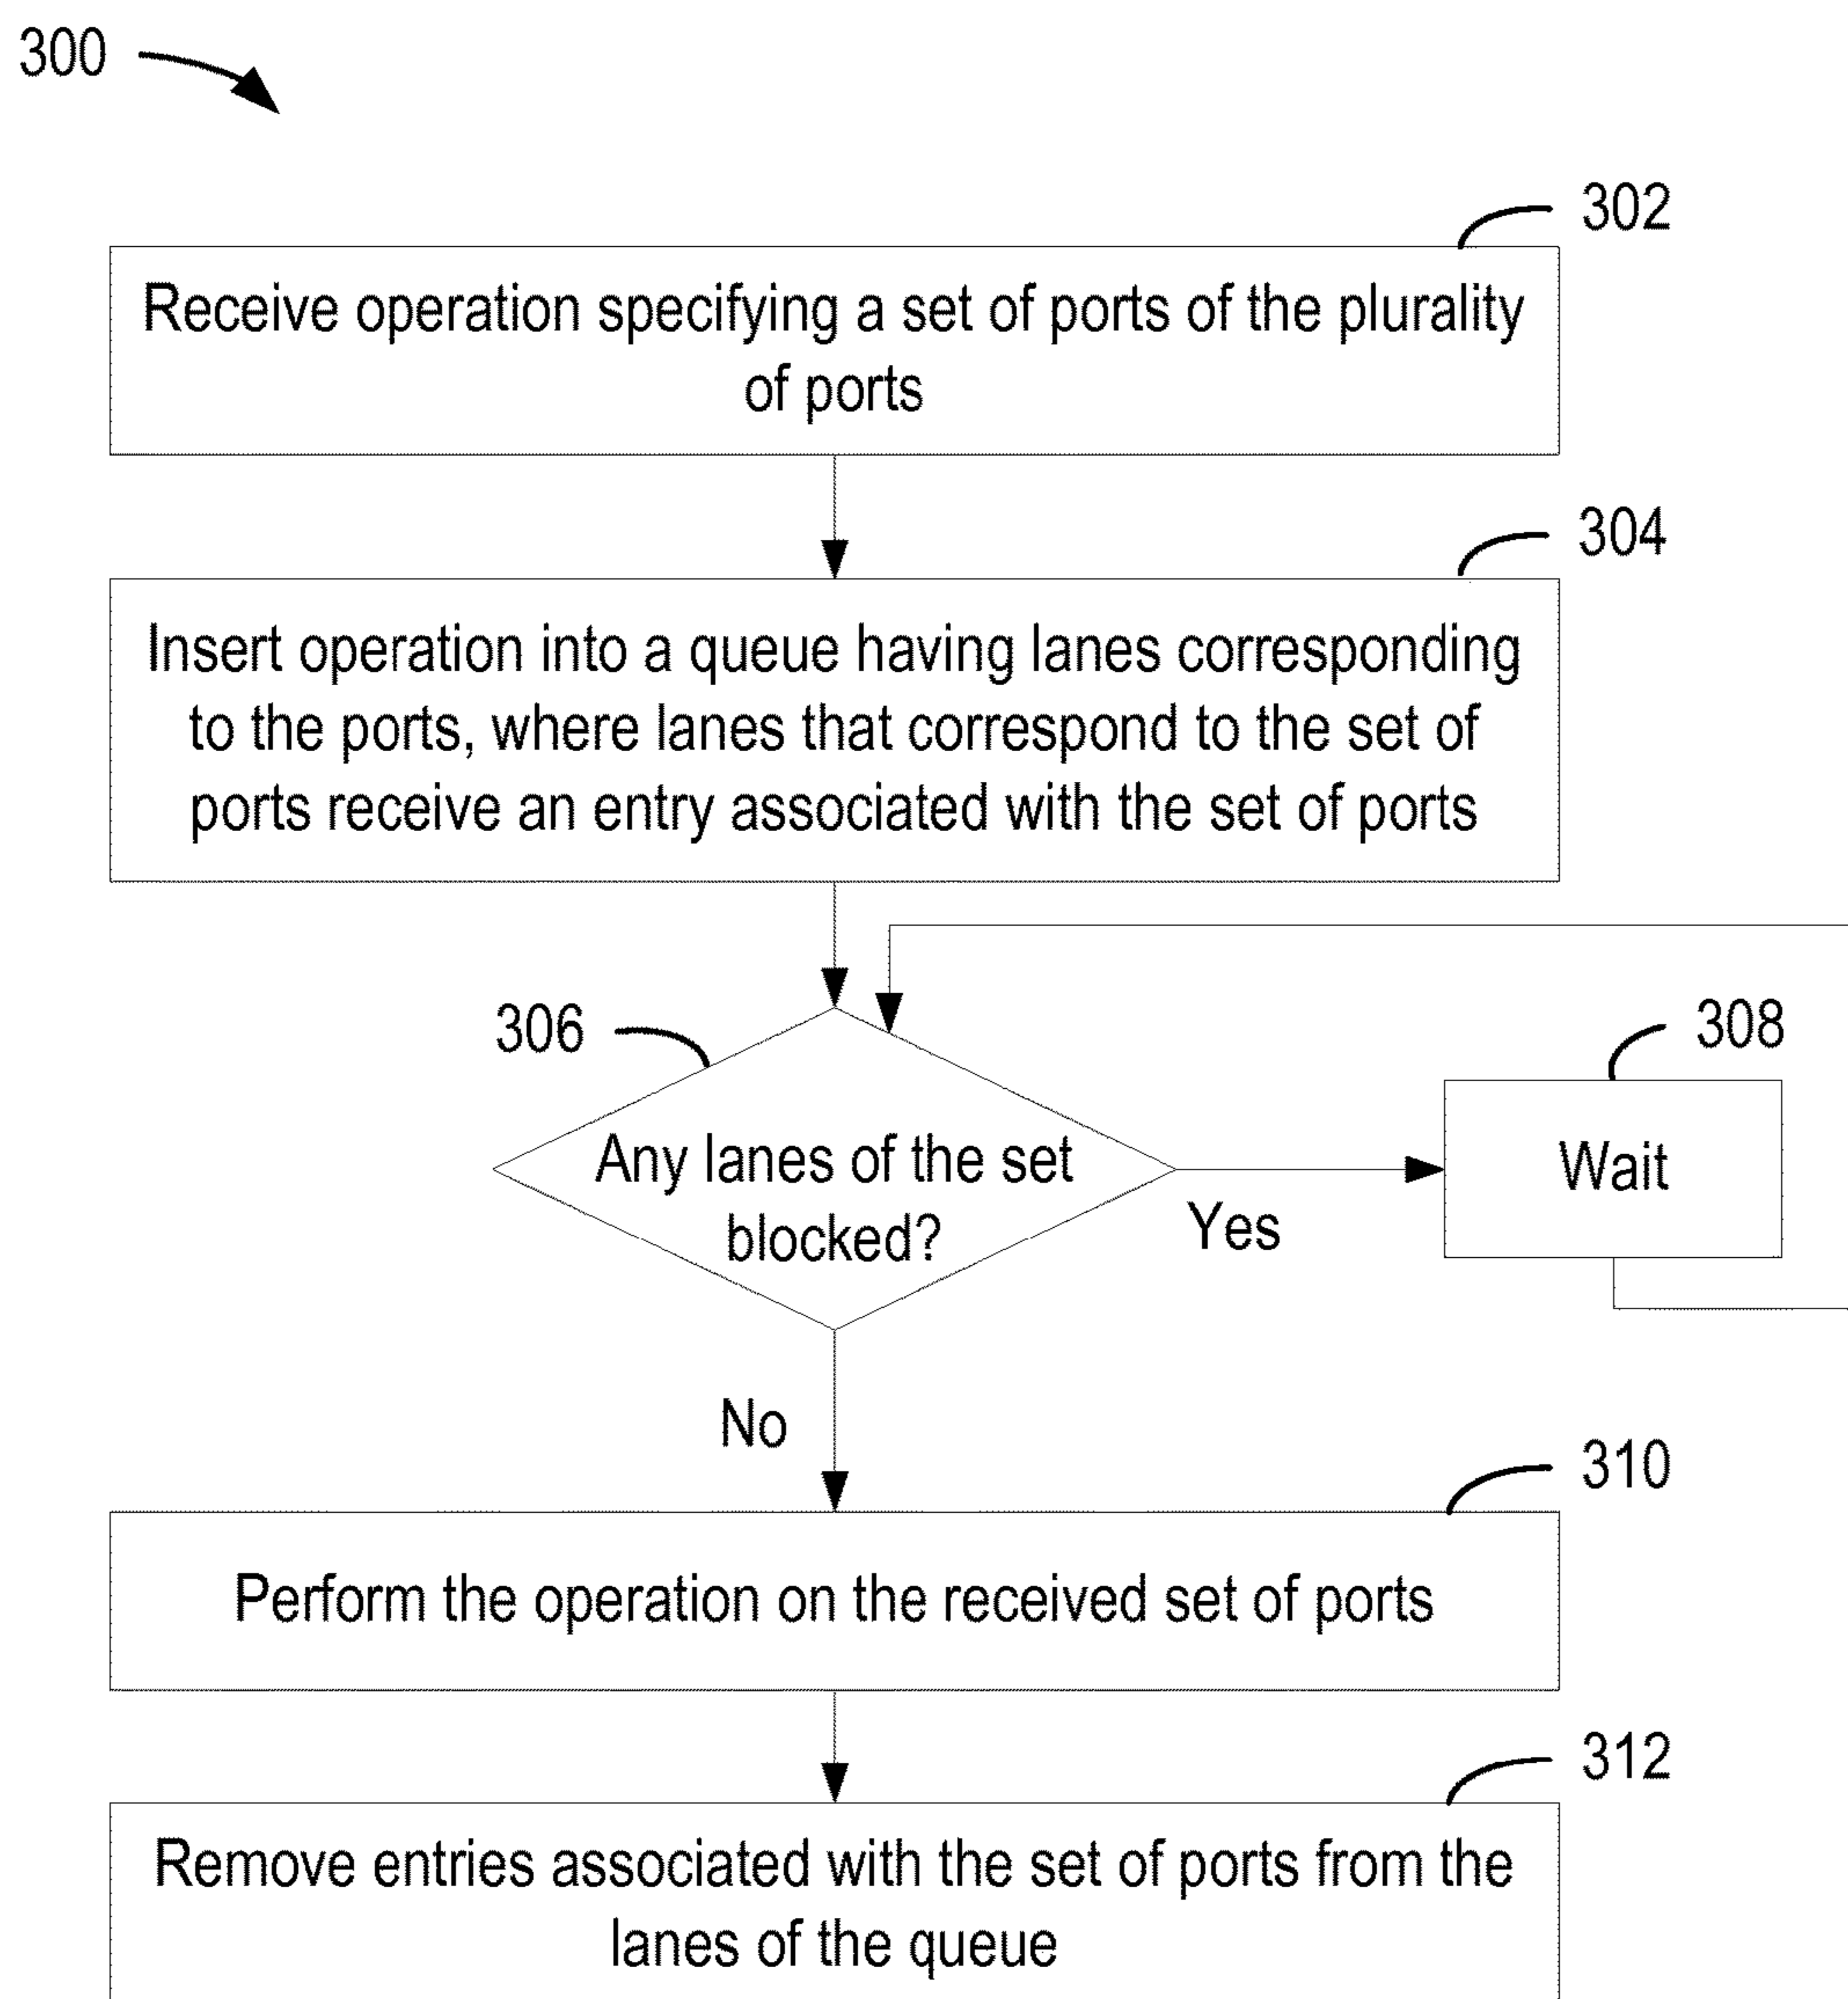 300
302
Receive operation specifying a set of ports of the plurality
of ports
304
Insert operation into a queue having lanes corresponding
to the ports, where lanes that correspond to the set of
ports receive an entry associated with the set of ports
306
308
Any lanes of the set
blocked?
Wait
Yes
No
310
Perform the operation on the received set of ports
312
Remove entries associated with the set of ports from the
lanes of the queue